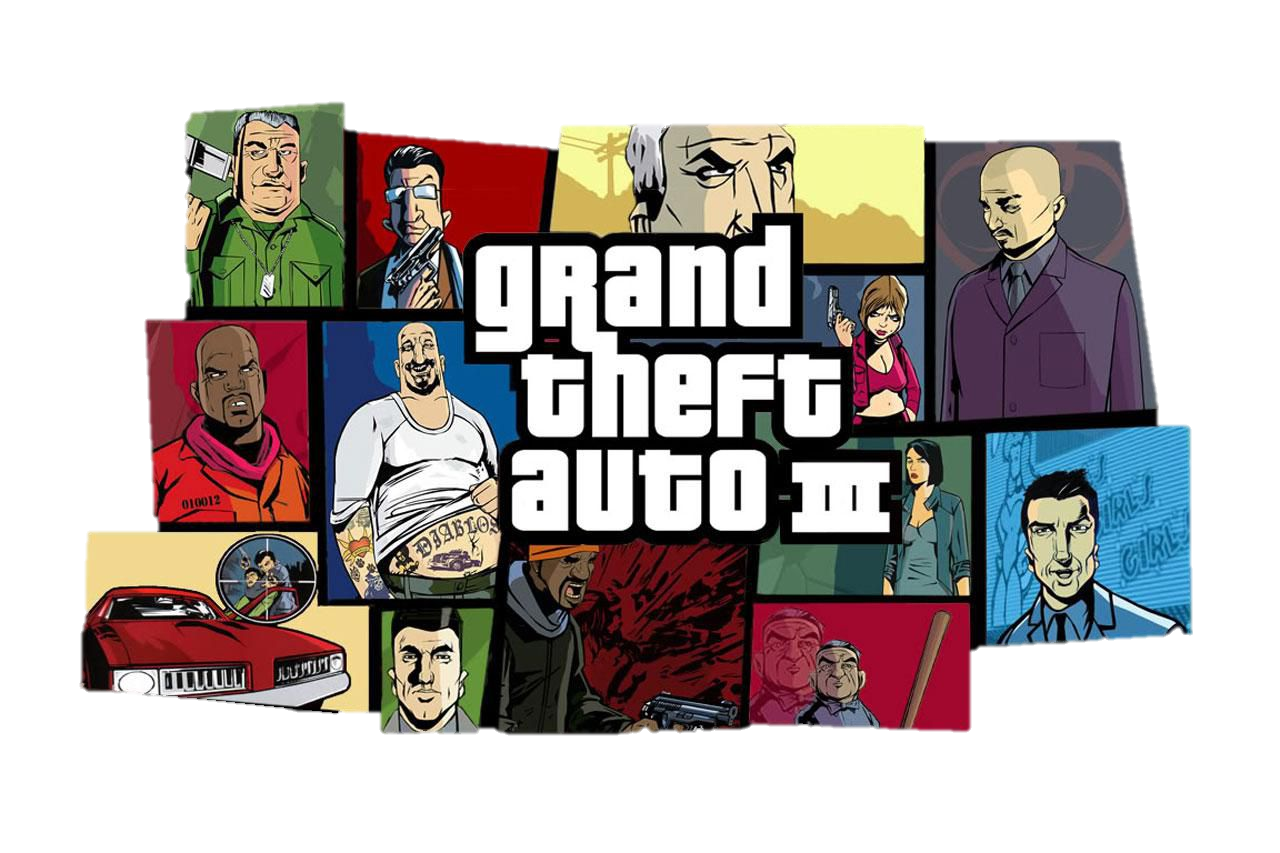 grand
theft
auto III
010012
DIABLOS
GIRLS
GIRLS